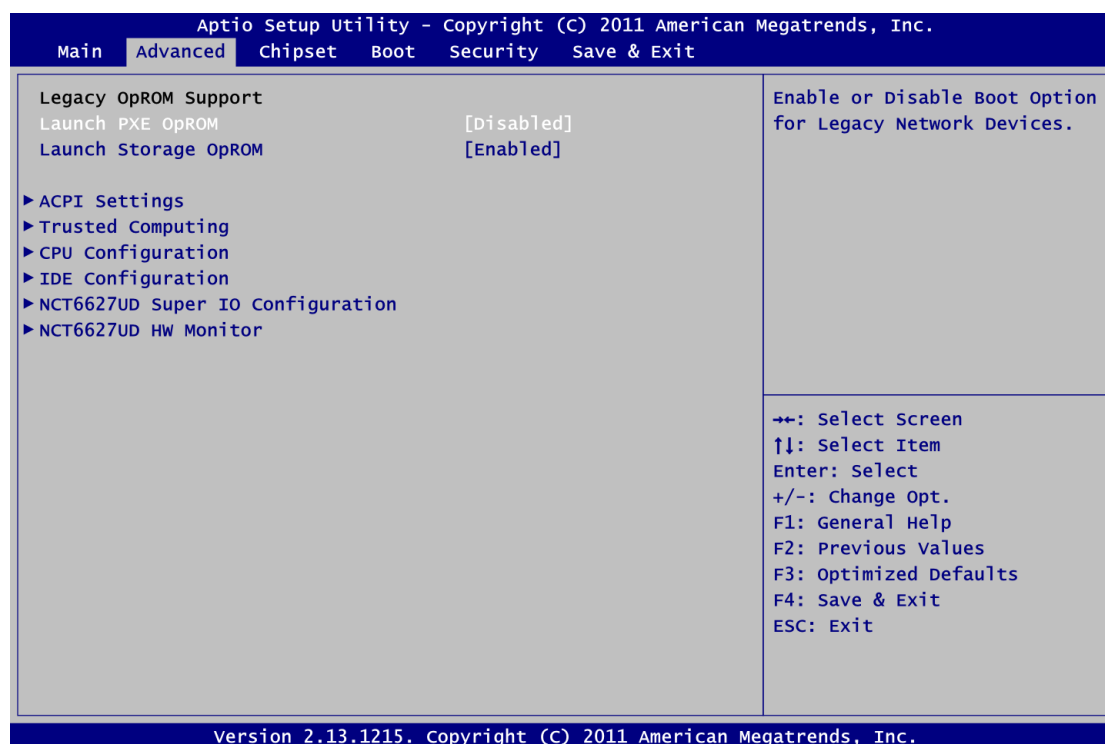 Aptio Setup Utility - Copyright (C) 2011 American Megatrends, Inc.
Main Advanced Chipset Boot Security Save & Exit
Legacy OpROM Support
Launch PXE OpROM [Disabled]
Launch Storage OpROM [Enabled]
▶ ACPI Settings
▶ Trusted Computing
▶ CPU Configuration
▶ IDE Configuration
▶ NCT6627UD Super IO Configuration
▶ NCT6627UD HW Monitor
Enable or Disable Boot Option
for Legacy Network Devices.
→←: Select Screen
↑↓: Select Item
Enter: Select
+/-: Change Opt.
F1: General Help
F2: Previous Values
F3: Optimized Defaults
F4: Save & Exit
ESC: Exit
Version 2.13.1215. Copyright (C) 2011 American Megatrends, Inc.